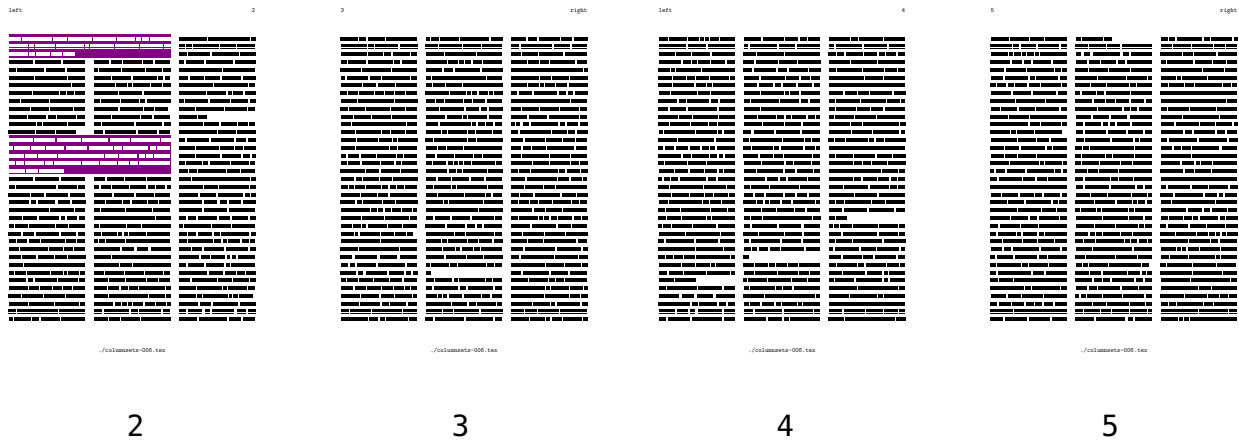 left 2 3 right left 4 5 right
./columnsets-006.tex ./columnsets-006.tex ./columnsets-006.tex ./columnsets-006.tex
2 3 4 5